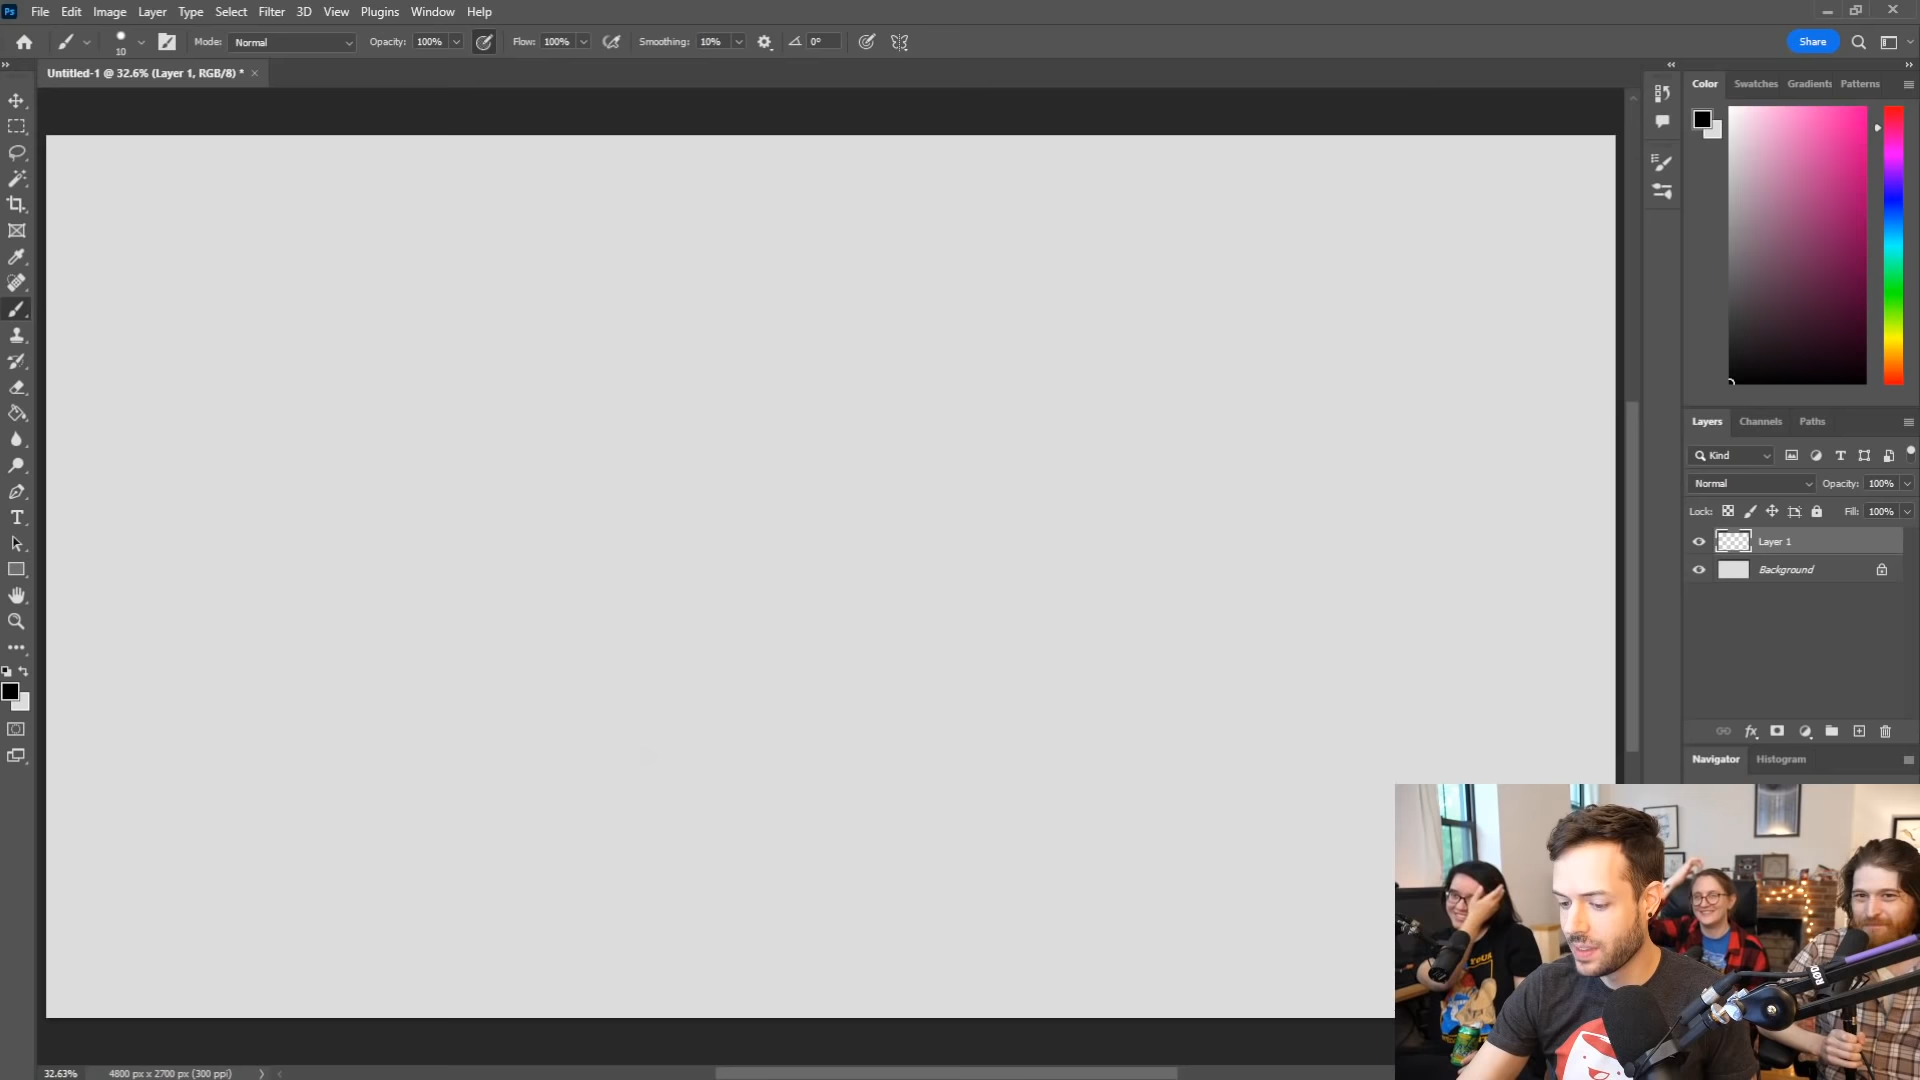 Ps File Edit Image Layer Type Select Filter 3D View Plugins Window Help
10 Mode: Normal Opacity: 100% Flow: 100% Smoothing: 10% 0° Share
Untitled-1 @ 32.6% (Layer 1, RGB/8) * ×
Color Swatches Gradients Patterns
Layers Channels Paths
Kind
Normal Opacity: 100%
Lock: Fill: 100%
Layer 1
Background
Navigator Histogram
RØDE
32.63% 4800 px x 2700 px (300 ppi)